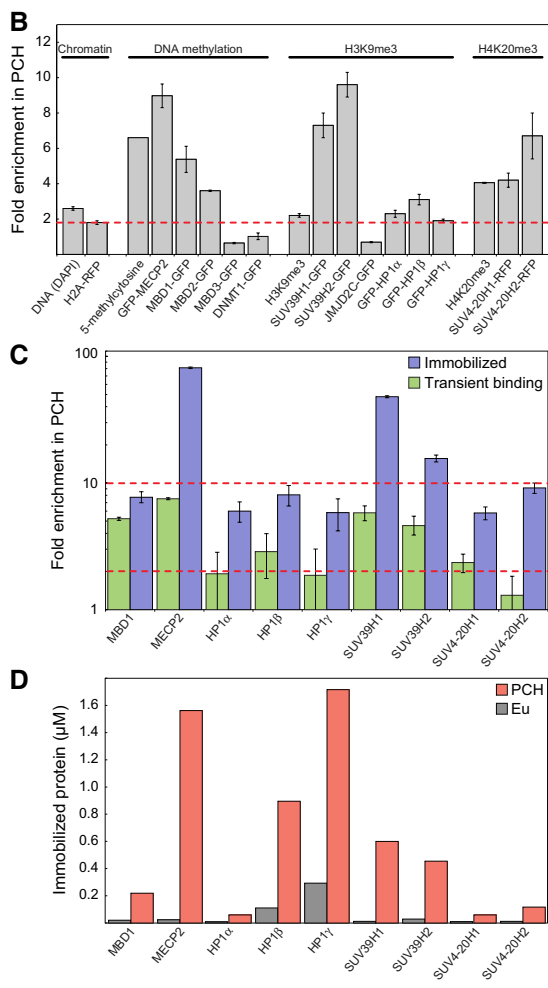 B
Fold enrichment in PCH
12
10
8
6
4
2
Chromatin
DNA methylation
H3K9me3
H4K20me3
DNA (DAPI)
H2A-RFP
5-methylcytosine
GFP-MECP2
MBD1-GFP
MBD2-GFP
MBD3-GFP
DNMT1-GFP
H3K9me3
SUV39H1-GFP
SUV39H2-GFP
JMJD2C-GFP
GFP-HP1α
GFP-HP1β
GFP-HP1γ
H4K20me3
SUV4-20H1-RFP
SUV4-20H2-RFP
C
Fold enrichment in PCH
100
10
1
Immobilized
Transient binding
MBD1
MECP2
HP1α
HP1β
HP1γ
SUV39H1
SUV39H2
SUV4-20H1
SUV4-20H2
D
Immobilized protein (µM)
1.6
1.4
1.2
1.0
0.8
0.6
0.4
0.2
PCH
Eu
MBD1
MECP2
HP1α
HP1β
HP1γ
SUV39H1
SUV39H2
SUV4-20H1
SUV4-20H2